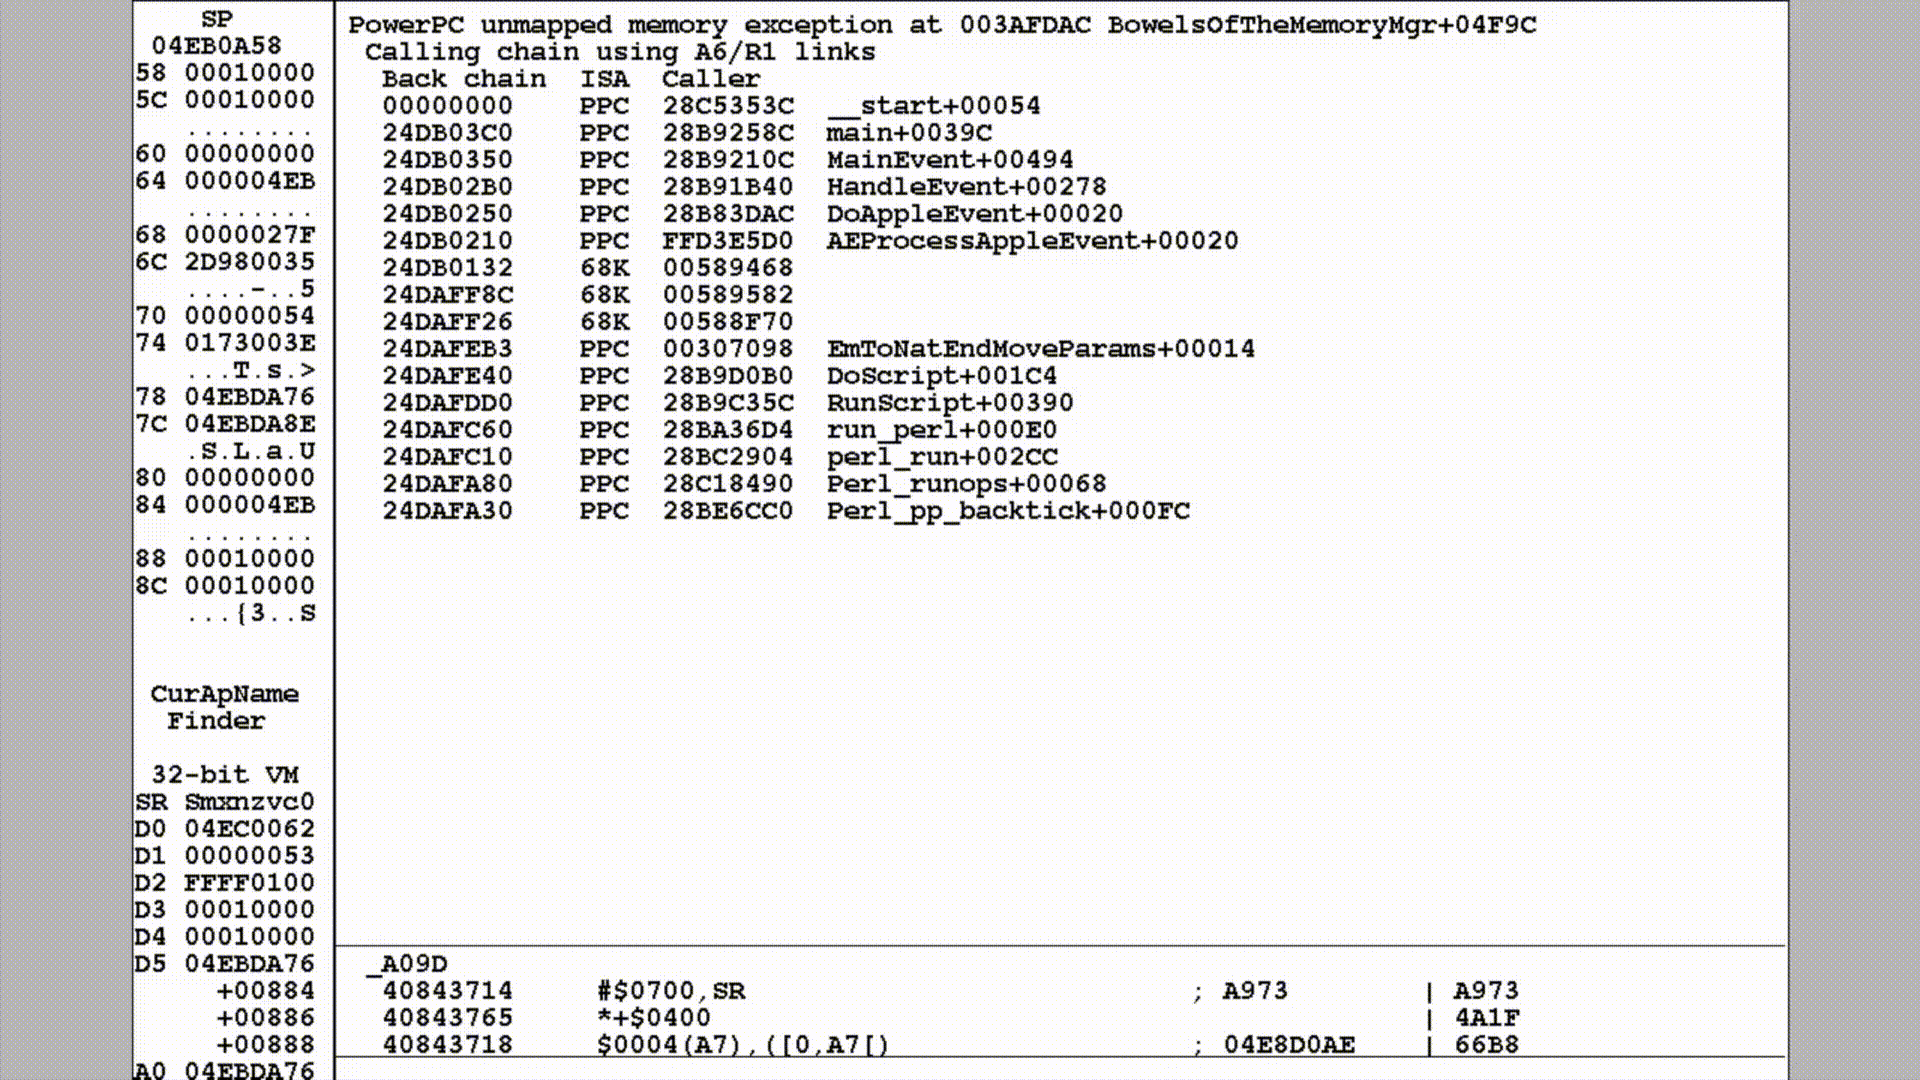 SP
04EB0A58
58 00010000
5C 00010000
........
60 00000000
64 000004EB
........
68 0000027F
6C 2D980035
....-..5
70 00000054
74 0173003E
...T.s.>
78 04EBDA76
7C 04EBDA8E
.S.L.a.U
80 00000000
84 000004EB
........
88 00010000
8C 00010000
...{3..S
CurApName
Finder
32-bit VM
SR Smxnzvc0
D0 04EC0062
D1 00000053
D2 FFFF0100
D3 00010000
D4 00010000
D5 04EBDA76
+00884
+00886
+00888
A0 04EBDA76
PowerPC unmapped memory exception at 003AFDAC BowelsOfTheMemoryMgr+04F9C
Calling chain using A6/R1 links
Back chain ISA Caller
00000000 PPC 28C5353C __start+00054
24DB03C0 PPC 28B9258C main+0039C
24DB0350 PPC 28B9210C MainEvent+00494
24DB02B0 PPC 28B91B40 HandleEvent+00278
24DB0250 PPC 28B83DAC DoAppleEvent+00020
24DB0210 PPC FFD3E5D0 AEProcessAppleEvent+00020
24DB0132 68K 00589468
24DAFF8C 68K 00589582
24DAFF26 68K 00588F70
24DAFEB3 PPC 00307098 EmToNatEndMoveParams+00014
24DAFE40 PPC 28B9D0B0 DoScript+001C4
24DAFDD0 PPC 28B9C35C RunScript+00390
24DAFC60 PPC 28BA36D4 run_perl+000E0
24DAFC10 PPC 28BC2904 perl_run+002CC
24DAFA80 PPC 28C18490 Perl_runops+00068
24DAFA30 PPC 28BE6CC0 Perl_pp_backtick+000FC
_A09D
40843714 #$0700,SR ; A973 | A973
40843765 *+$0400 | 4A1F
40843718 $0004(A7),([0,A7[) ; 04E8D0AE | 66B8